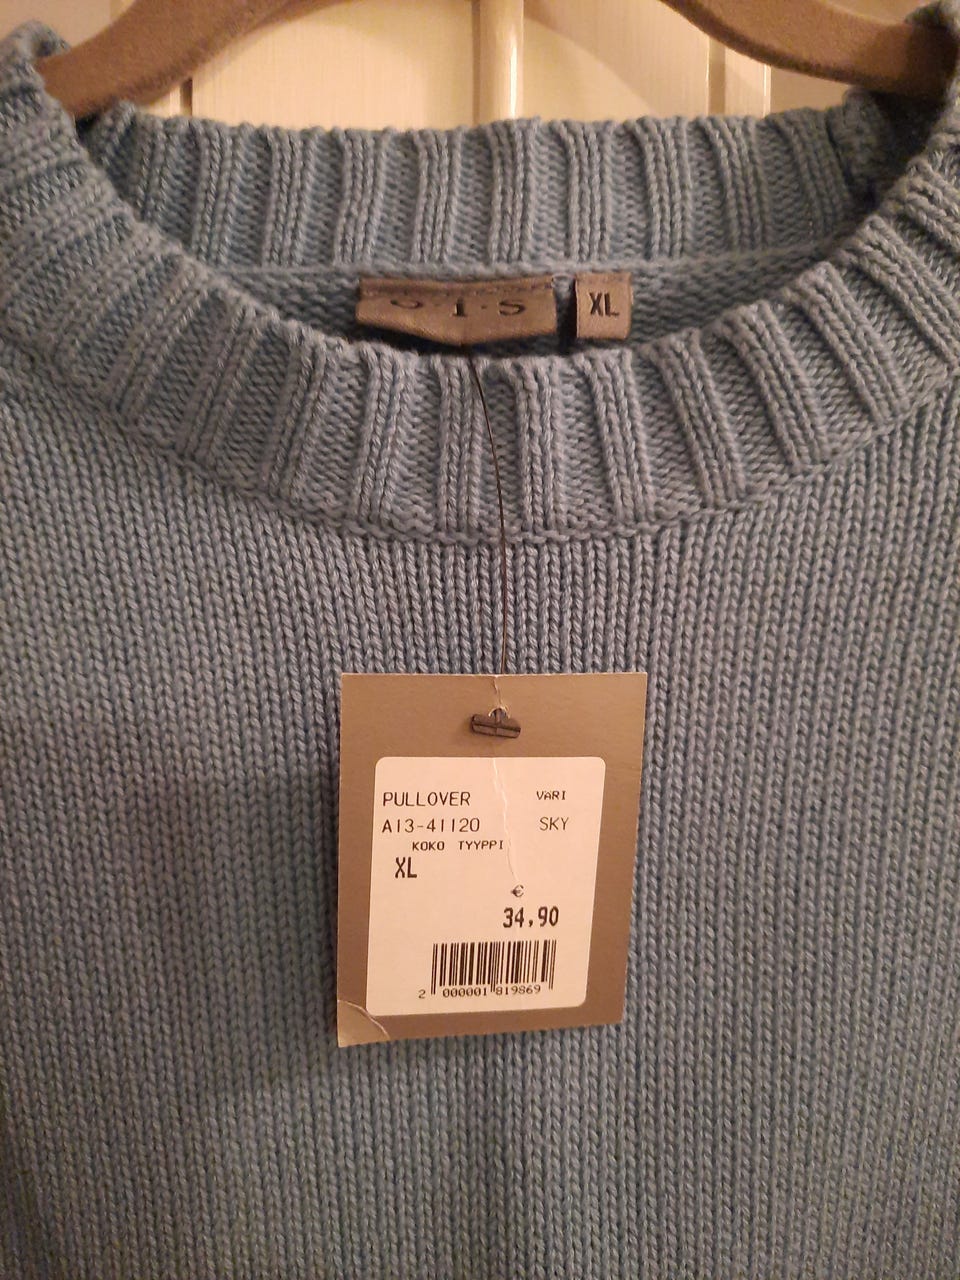 XL
PULLOVER VARI
A13-41120 SKY
KOKO TYYPPI
XL
€
34,90
2 000001 819869